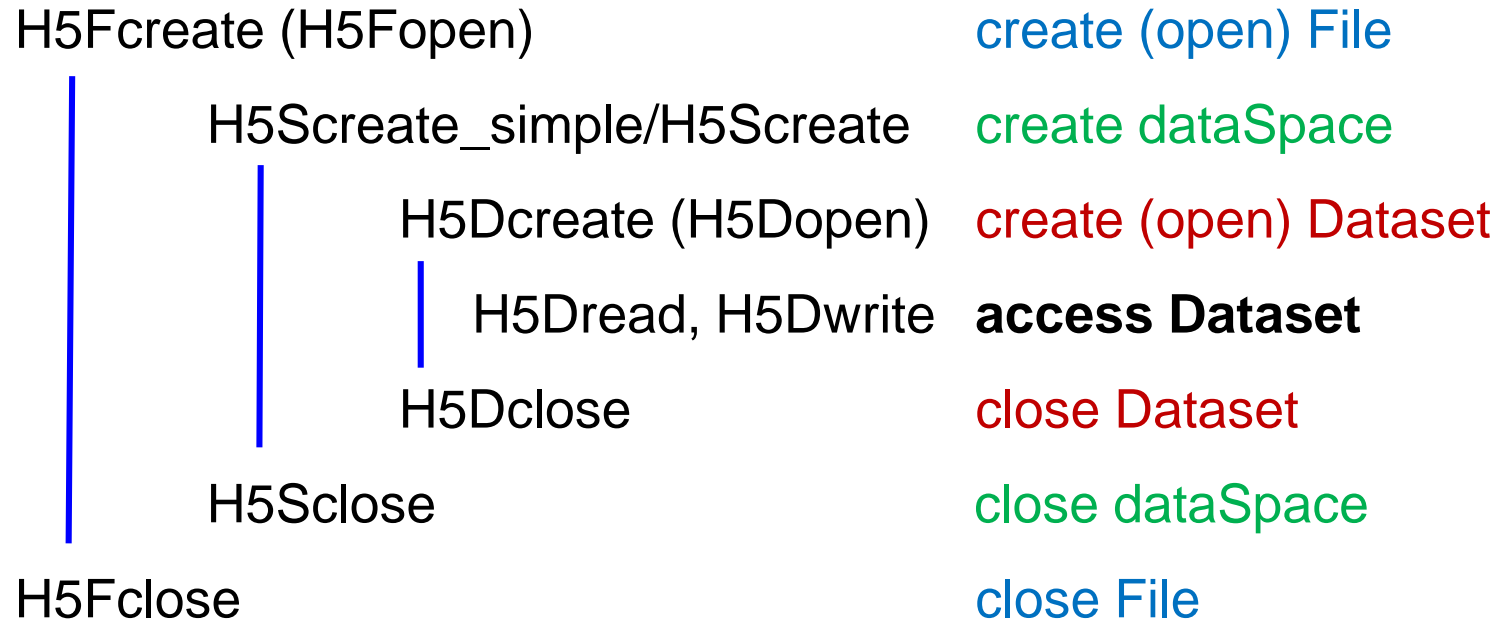 H5Fcreate (H5Fopen) create (open) File
H5Screate_simple/H5Screate create dataSpace
H5Dcreate (H5Dopen) create (open) Dataset
H5Dread, H5Dwrite access Dataset
H5Dclose close Dataset
H5Sclose close dataSpace
H5Fclose close File